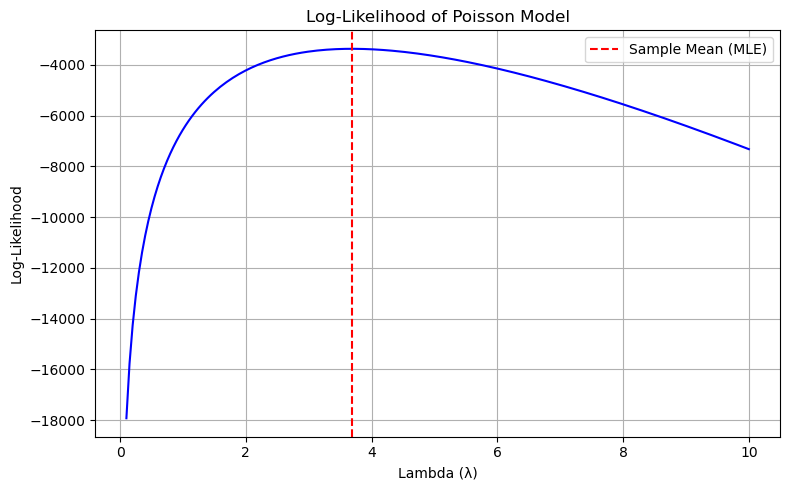 Log-Likelihood of Poisson Model
Sample Mean (MLE)
Log-Likelihood
−4000
−6000
−8000
−10000
−12000
−14000
−16000
−18000
0 2 4 6 8 10
Lambda (λ)